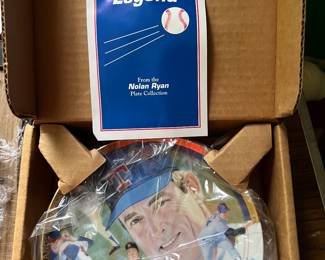 Legend
From the
Nolan Ryan
Plate Collection
T